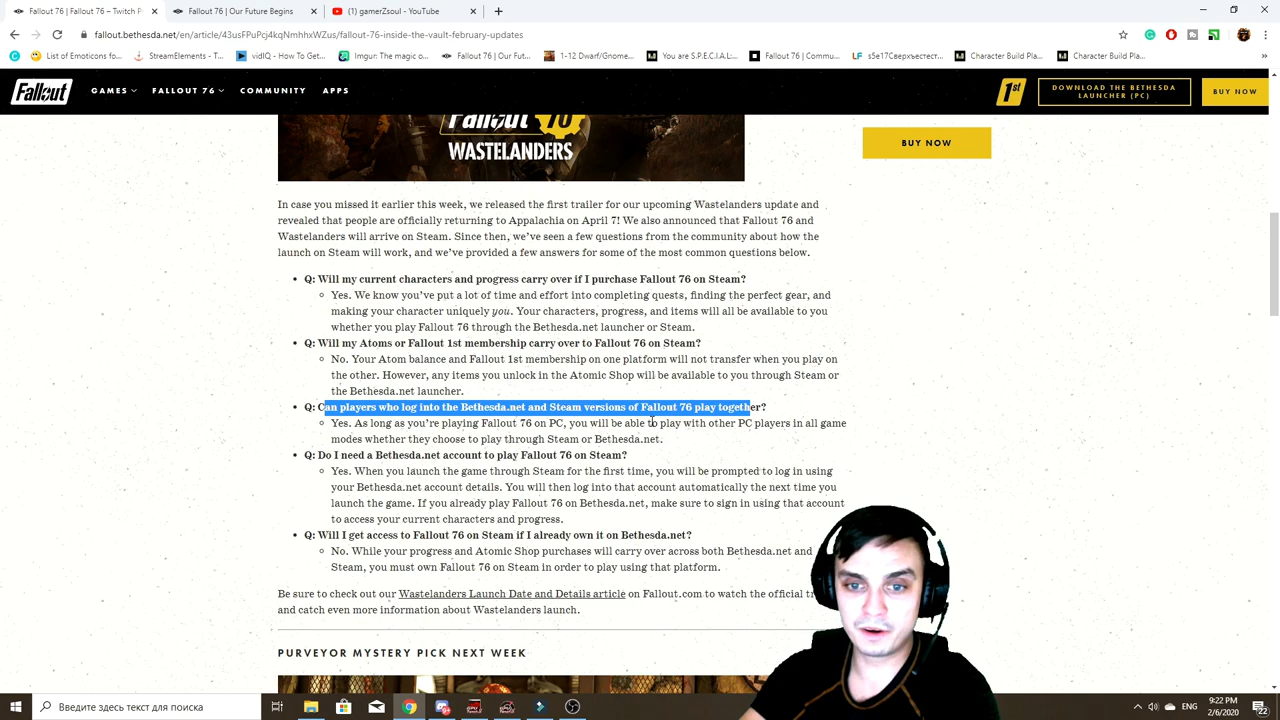 Fallout 76 | Fallout 76 – Twitch P
Fallout 76 | Our Future Begins
(1) gamerZsoul - YouTube
fallout.bethesda.net/en/article/43usFPuPcj4kqNmhhxWZus/fallout-76-inside-the-vault-february-updates
List of Emoticons fo...
StreamElements - T...
vidIQ - How To Get...
Imgur: The magic o...
Fallout 76 | Our Fut...
1-12 Dwarf/Gnome...
You are S.P.E.C.I.A.L:...
Fallout 76 | Commu...
LF s5e17Сверхъестест...
Character Build Pla...
Character Build Pla...
Fallout
GAMES
FALLOUT 76
COMMUNITY
APPS
1st
DOWNLOAD THE BETHESDA
LAUNCHER (PC)
BUY NOW
Fallout 76
WASTELANDERS
BUY NOW
In case you missed it earlier this week, we released the first trailer for our upcoming Wastelanders update and
revealed that people are officially returning to Appalachia on April 7! We also announced that Fallout 76 and
Wastelanders will arrive on Steam. Since then, we've seen a few questions from the community about how the
launch on Steam will work, and we've provided a few answers for some of the most common questions below.
Q: Will my current characters and progress carry over if I purchase Fallout 76 on Steam?
Yes. We know you've put a lot of time and effort into completing quests, finding the perfect gear, and
making your character uniquely you. Your characters, progress, and items will all be available to you
whether you play Fallout 76 through the Bethesda.net launcher or Steam.
Q: Will my Atoms or Fallout 1st membership carry over to Fallout 76 on Steam?
No. Your Atom balance and Fallout 1st membership on one platform will not transfer when you play on
the other. However, any items you unlock in the Atomic Shop will be available to you through Steam or
the Bethesda.net launcher.
Q: Can players who log into the Bethesda.net and Steam versions of Fallout 76 play together?
Yes. As long as you're playing Fallout 76 on PC, you will be able to play with other PC players in all game
modes whether they choose to play through Steam or Bethesda.net.
Q: Do I need a Bethesda.net account to play Fallout 76 on Steam?
Yes. When you launch the game through Steam for the first time, you will be prompted to log in using
your Bethesda.net account details. You will then log into that account automatically the next time you
launch the game. If you already play Fallout 76 on Bethesda.net, make sure to sign in using that account
to access your current characters and progress.
Q: Will I get access to Fallout 76 on Steam if I already own it on Bethesda.net?
No. While your progress and Atomic Shop purchases will carry over across both Bethesda.net and
Steam, you must own Fallout 76 on Steam in order to play using that platform.
Be sure to check out our Wastelanders Launch Date and Details article on Fallout.com to watch the official tr
and catch even more information about Wastelanders launch.
PURVEYOR MYSTERY PICK NEXT WEEK
Введите здесь текст для поиска
ENG
9:22 PM
2/6/2020
22